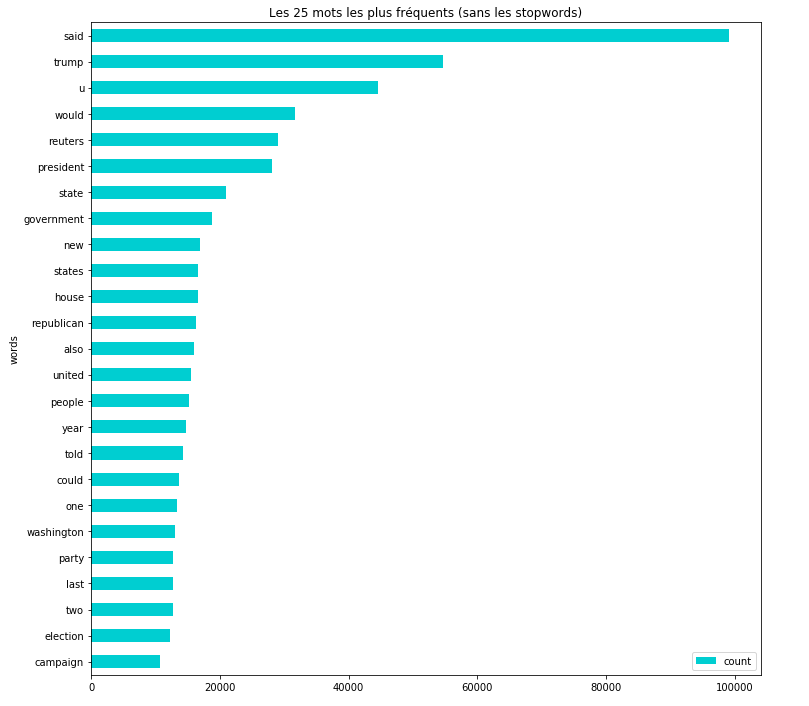 Les 25 mots les plus fréquents (sans les stopwords)
said
trump
u
would
reuters
president
state
government
new
states
house
republican
also
united
people
year
told
could
one
washington
party
last
two
election
campaign
words
count
0 20000 40000 60000 80000 100000